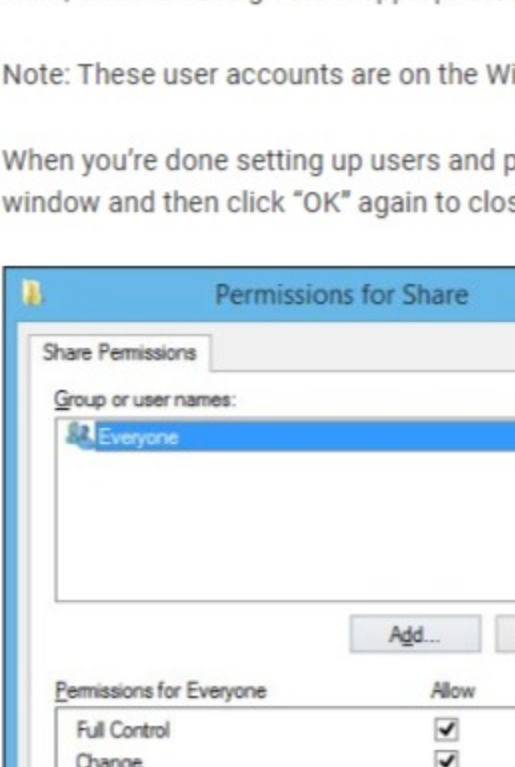 Note: These user accounts are on the
When you're done setting up users and
window and then click “OK” again to
Permissions for Share
Share Permissions
Group or user names:
Everyone
Add...
Permissions for Everyone Allow
Full Control
Change